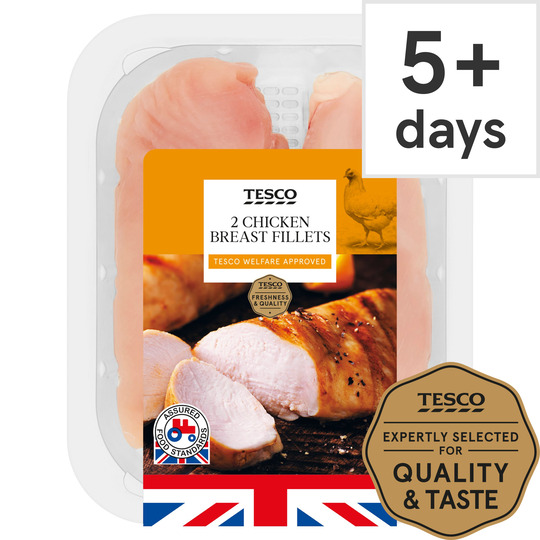 5+
days
TESCO
2 CHICKEN
BREAST FILLETS
TESCO WELFARE APPROVED
TESCO
FRESHNESS
& QUALITY
ASSURED
FOOD STANDARDS
TESCO
EXPERTLY SELECTED
FOR
QUALITY
& TASTE